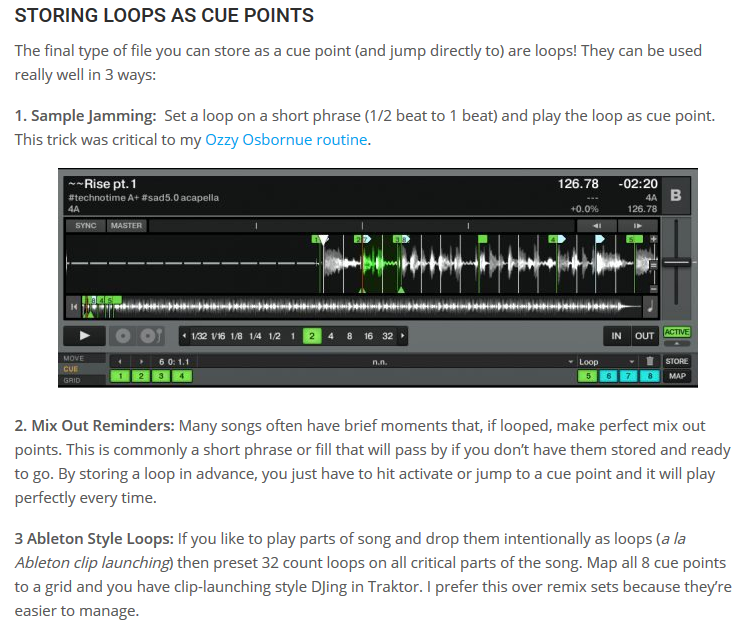 STORING LOOPS AS CUE POINTS
The final type of file you can store as a cue point (and jump directly to) are loops! They can be used
really well in 3 ways:
1. Sample Jamming:  Set a loop on a short phrase (1/2 beat to 1 beat) and play the loop as cue point.
This trick was critical to my Ozzy Osbornue routine.
~~Rise pt.1 126.78 -02:20
#technotime A+ #sad5.0 acapella --- 4A B
4A +0.0% 126.78
SYNC MASTER
1 2 3 8 4 5
8 4 5
1/32 1/16 1/8 1/4 1/2 1 2 4 8 16 32 IN OUT ACTIVE
MOVE 6 0: 1.1 n.n. Loop STORE
CUE 1 2 3 4 5 6 7 8 MAP
GRID
2. Mix Out Reminders: Many songs often have brief moments that, if looped, make perfect mix out
points. This is commonly a short phrase or fill that will pass by if you don't have them stored and ready
to go. By storing a loop in advance, you just have to hit activate or jump to a cue point and it will play
perfectly every time.
3 Ableton Style Loops: If you like to play parts of song and drop them intentionally as loops (a la
Ableton clip launching) then preset 32 count loops on all critical parts of the song. Map all 8 cue points
to a grid and you have clip-launching style DJing in Traktor. I prefer this over remix sets because they're
easier to manage.